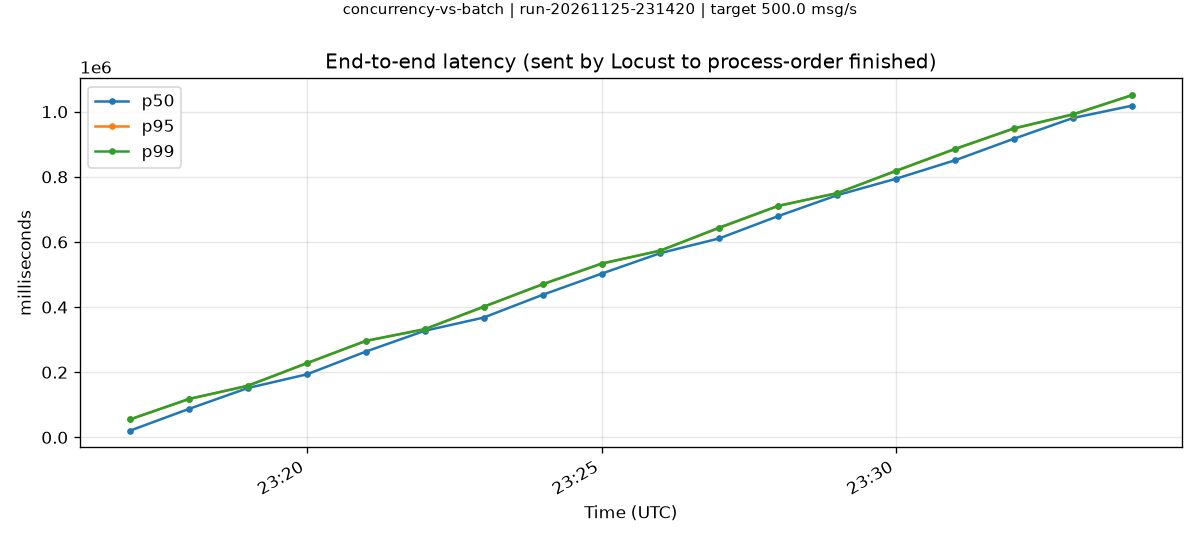 concurrency-vs-batch | run-20261125-231420 | target 500.0 msg/s
End-to-end latency (sent by Locust to process-order finished)
1e6
p50
p95
p99
1.0
0.8
0.6
0.4
0.2
0.0
milliseconds
23:20
23:25
23:30
Time (UTC)